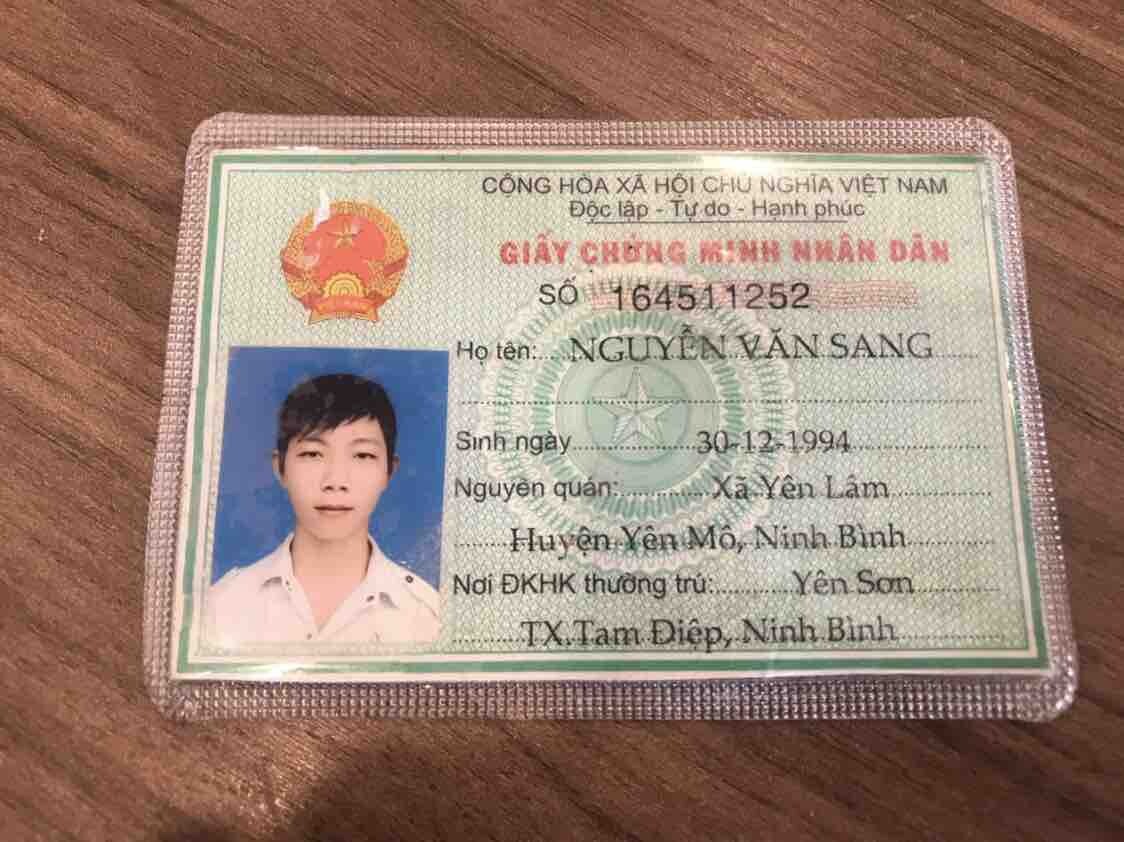 CỘNG HÒA XÃ HỘI CHỦ NGHĨA VIỆT NAM
Độc lập - Tự do - Hạnh phúc
GIẤY CHỨNG MINH NHÂN DÂN
SỐ 164511252
Họ tên: NGUYỄN VĂN SANG
Sinh ngày 30-12-1994
Nguyên quán: Xã Yên Lâm
Huyện Yên Mô, Ninh Bình
Nơi ĐKHK thường trú: Yên Sơn
TX.Tam Điệp, Ninh Bình